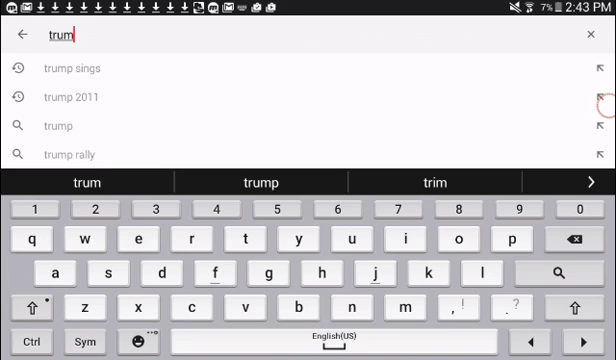 7% 2:43 PM
trum
trump sings
trump 2011
trump
trump rally
trum trump trim
1 2 3 4 5 6 7 8 9 0
q w e r t y u i o p
a s d f g h j k l
z x c v b n m , ! . ?
Ctrl Sym English(US)